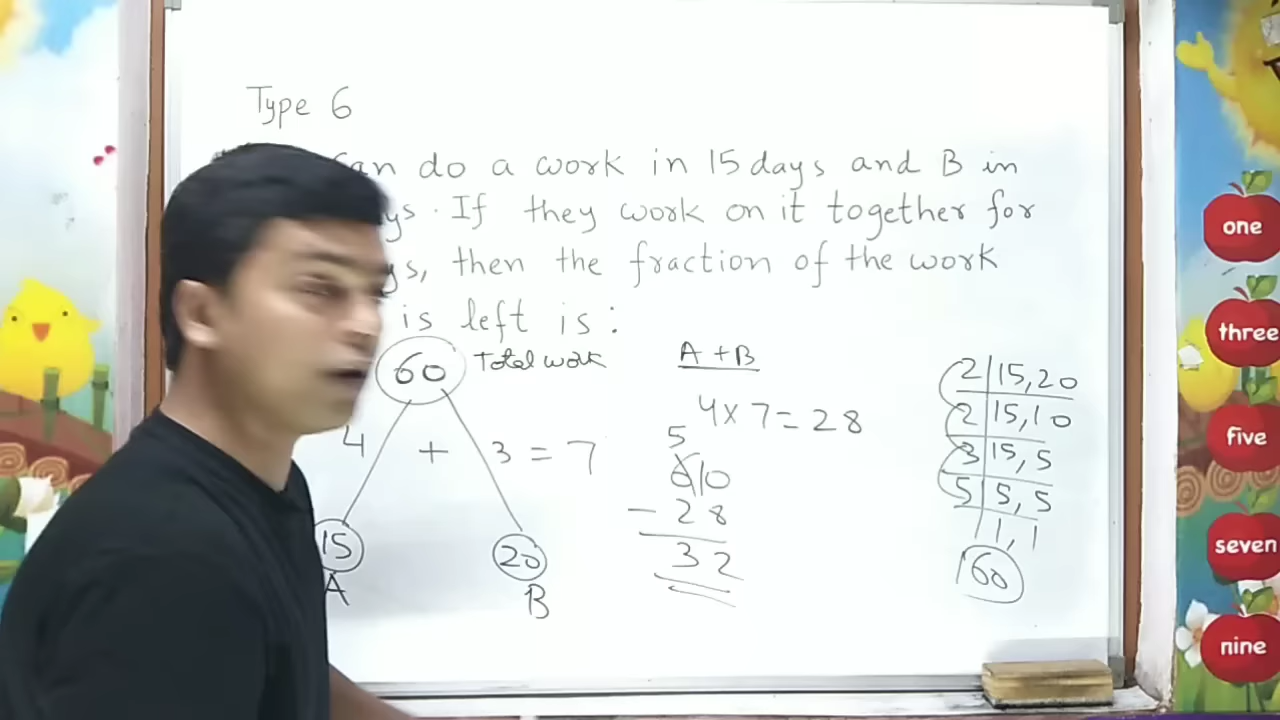 Type 6
can do a work in 15 days and B in
If they work on it together for
then the fraction of the work
is left is:
60 Total work
4 + 3 = 7
15
A
20
B
A + B
4 x 7 = 28
5
6 10
- 28
32
2 | 15, 20
2 | 15, 10
3 | 15, 5
5 | 5, 5
1, 1
60
one
three
five
seven
nine